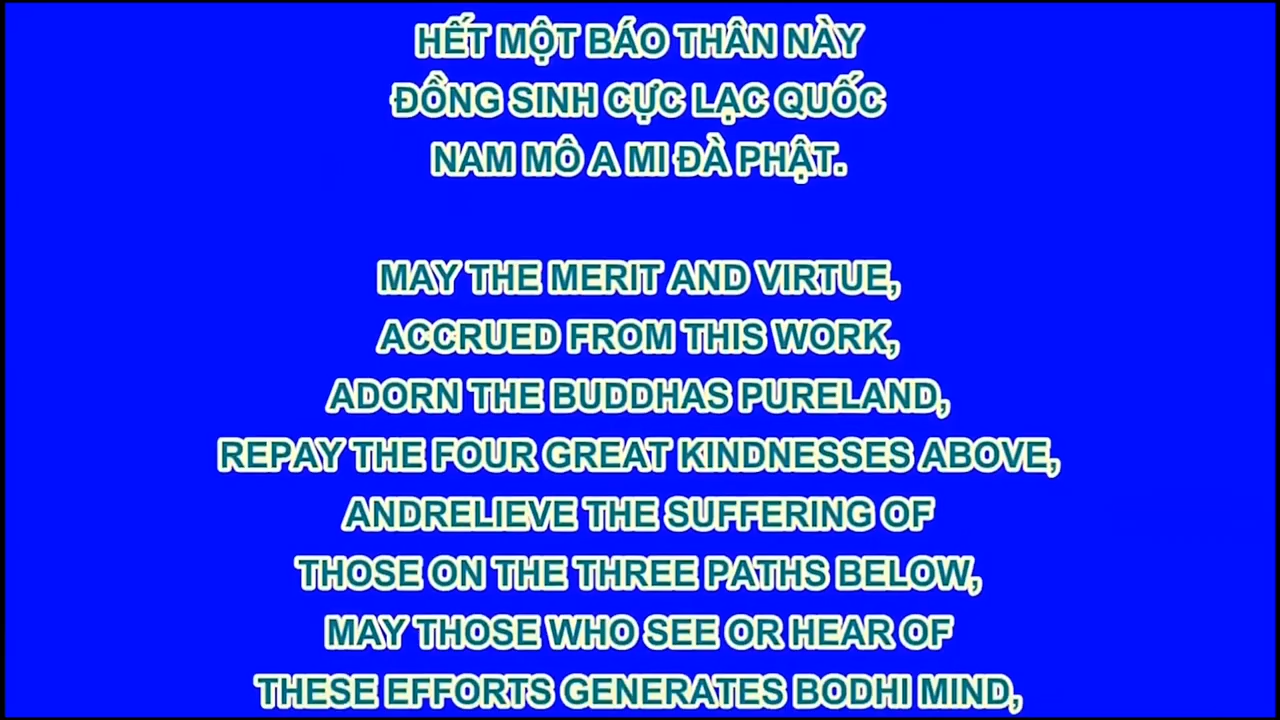 HẾT MỘT BÁO THÂN NÀY
ĐỒNG SINH CỰC LẠC QUỐC
NAM MÔ A MI ĐÀ PHẬT.
MAY THE MERIT AND VIRTUE,
ACCRUED FROM THIS WORK,
ADORN THE BUDDHAS PURELAND,
REPAY THE FOUR GREAT KINDNESSES ABOVE,
ANDRELIEVE THE SUFFERING OF
THOSE ON THE THREE PATHS BELOW,
MAY THOSE WHO SEE OR HEAR OF
THESE EFFORTS GENERATES BODHI MIND,